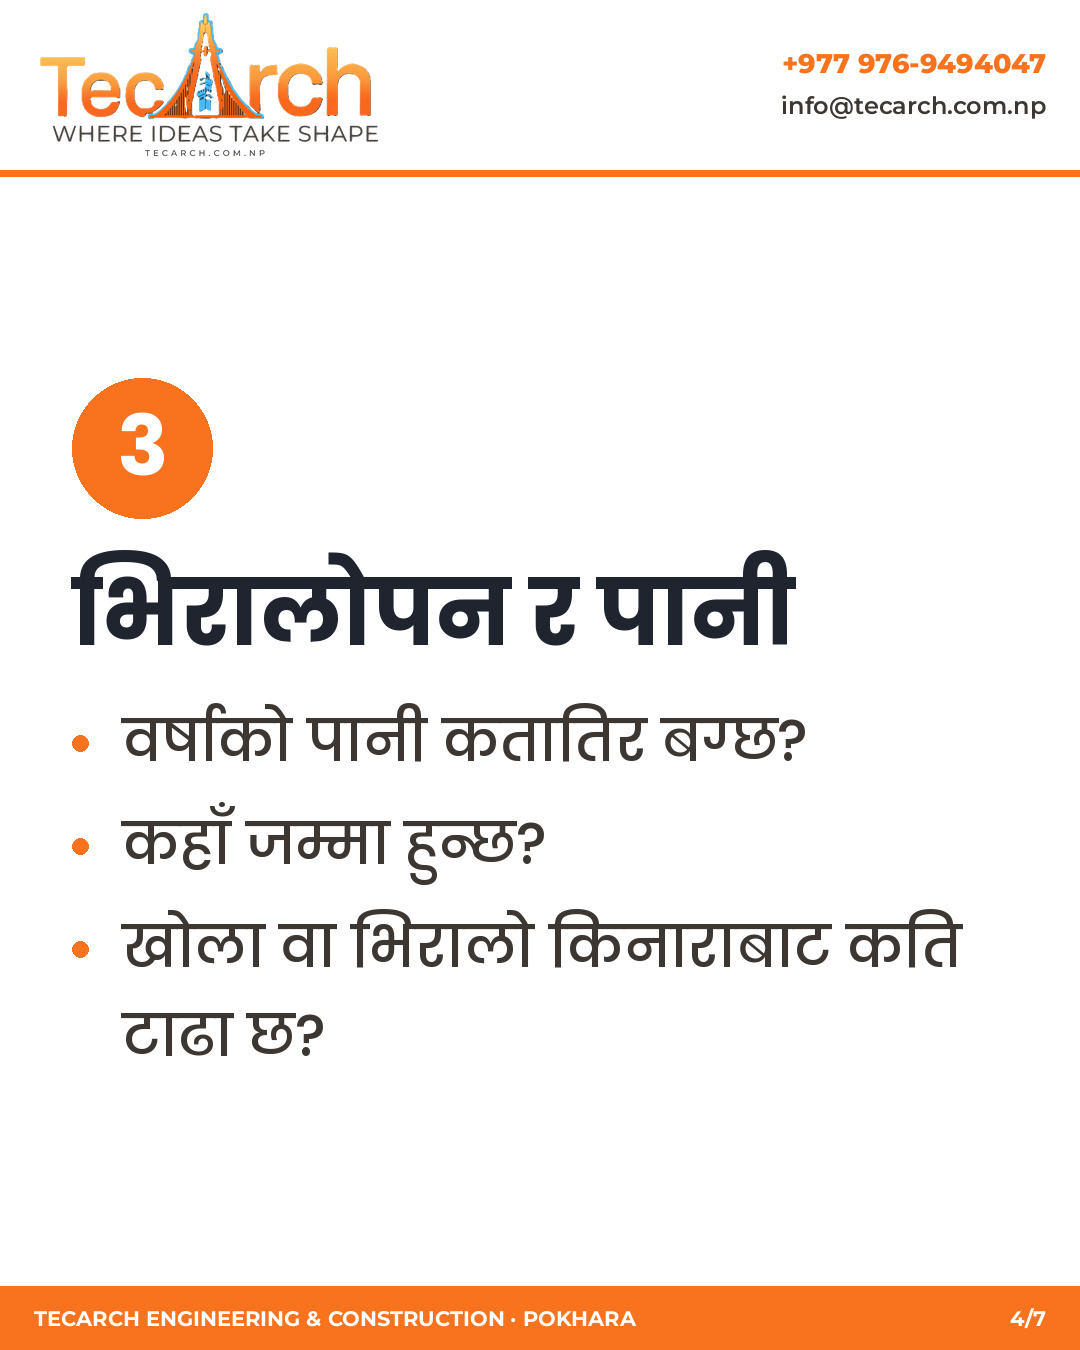 TecArch
WHERE IDEAS TAKE SHAPE
TECARCH.COM.NP
+977 976-9494047
info@tecarch.com.np
3
भिरालोपन र पानी
• वर्षाको पानी कतातिर बग्छ?
• कहाँ जम्मा हुन्छ?
• खोला वा भिरालो किनाराबाट कति
टाढा छ?
TECARCH ENGINEERING & CONSTRUCTION · POKHARA
4/7